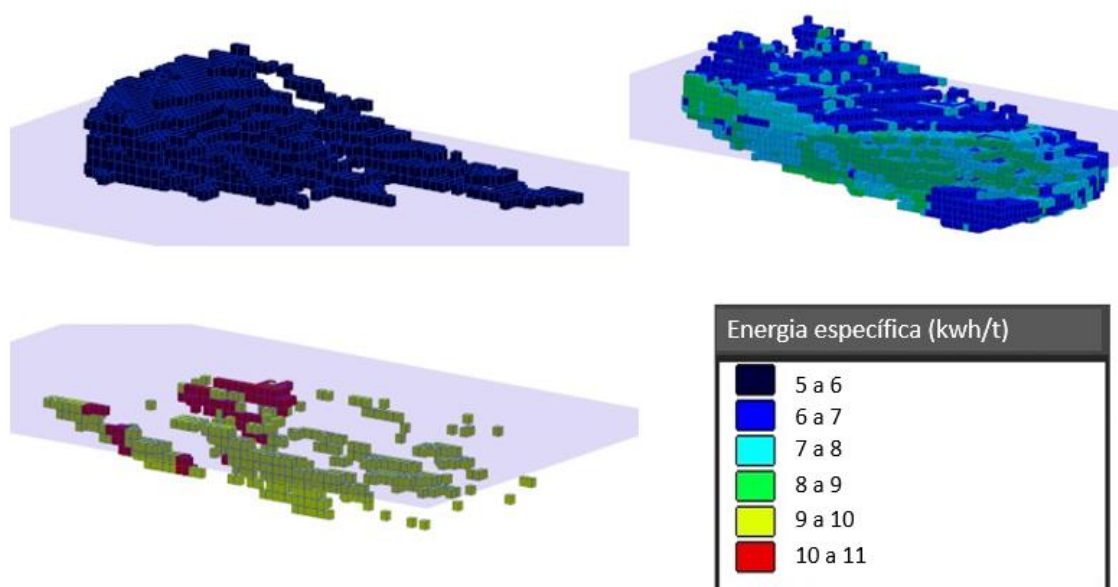 Energia específica (kwh/t)
5 a 6
6 a 7
7 a 8
8 a 9
9 a 10
10 a 11